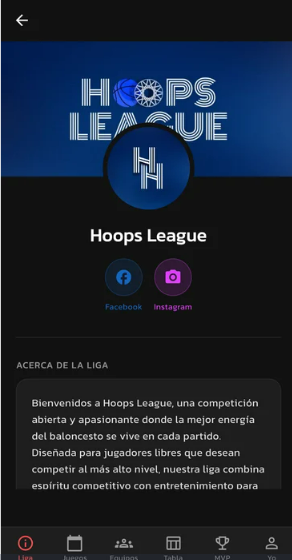 HOOPS
LEAGUE
HH
Hoops League
Facebook
Instagram
ACERCA DE LA LIGA
Bienvenidos a Hoops League, una competición
abierta y apasionante donde la mejor energía
del baloncesto se vive en cada partido.
Diseñada para jugadores libres que desean
competir al más alto nivel, nuestra liga combina
espíritu competitivo con entretenimiento para
Liga
Juegos
Equipos
Tabla
MVP
Yo